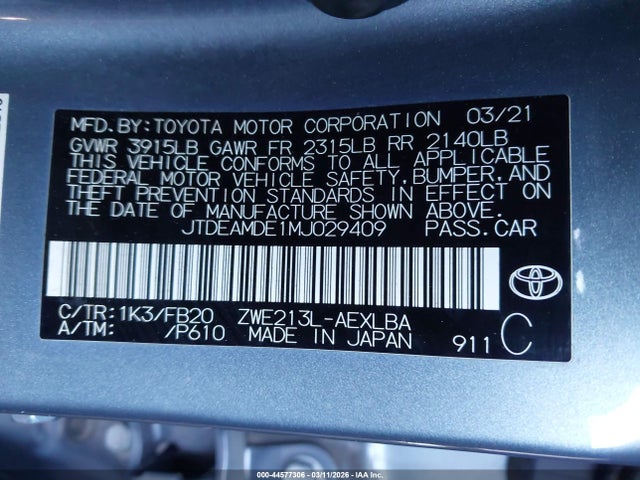 MFD. BY: TOYOTA MOTOR CORPORATION 03/21
GVWR 3915LB GAWR FR 2315LB RR 2140LB
THIS VEHICLE CONFORMS TO ALL APPLICABLE
FEDERAL MOTOR VEHICLE SAFETY, BUMPER, AND
THEFT PREVENTION STANDARDS IN EFFECT ON
THE DATE OF MANUFACTURE SHOWN ABOVE.
JTDEAMDE1MJ029409 PASS. CAR
C/TR: 1K3/FB20 ZWE213L-AEXLBA
A/TM: /P610 MADE IN JAPAN 911 C
000-44577306 - 03/11/2026 - IAA Inc.